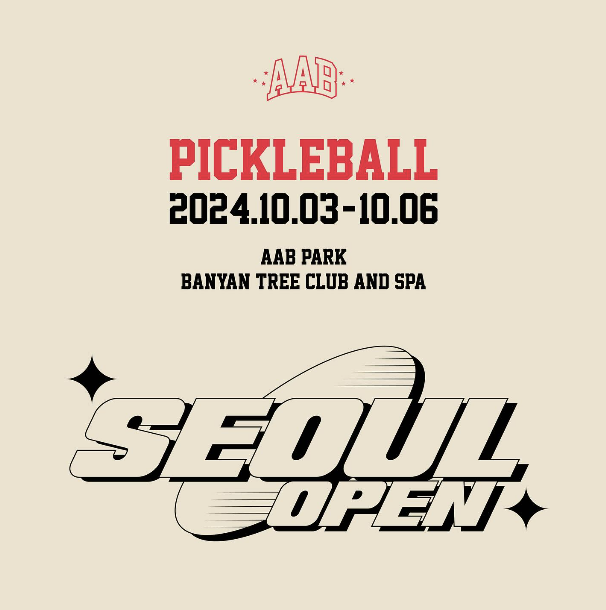 AAB
PICKLEBALL
2024.10.03-10.06
AAB PARK
BANYAN TREE CLUB AND SPA
SEOUL
OPEN